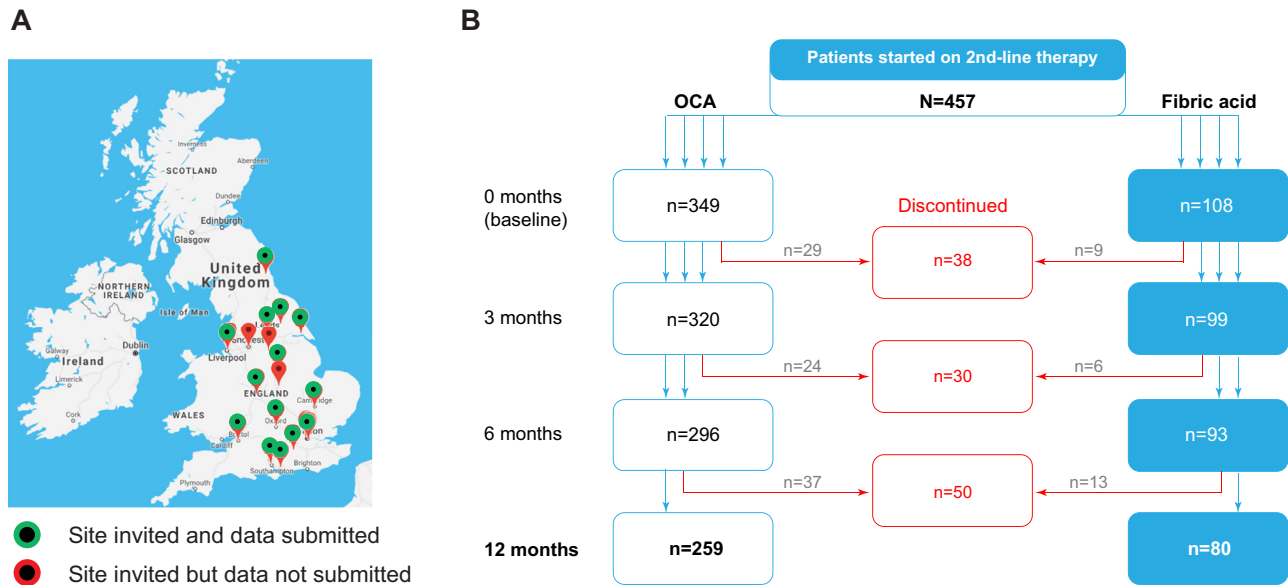 A
Inverness
Aberdeen
SCOTLAND
Dundee
Edinburgh
Glasgow
United
Kingdom
NORTHERN
IRELAND
Isle of Man
Leeds
Dublin
Galway
Ireland
Liverpool
Limerick
ENGLAND
Cambridge
WALES
Cork
Oxford
Bristol
Cardiff
Southampton
Brighton
Plymouth
Site invited and data submitted
Site invited but data not submitted
B
Patients started on 2nd-line therapy
OCA
N=457
Fibric acid
0 months
(baseline)
n=349
Discontinued
n=108
n=29
n=38
n=9
3 months
n=320
n=99
n=24
n=30
n=6
6 months
n=296
n=93
n=37
n=50
n=13
12 months
n=259
n=80